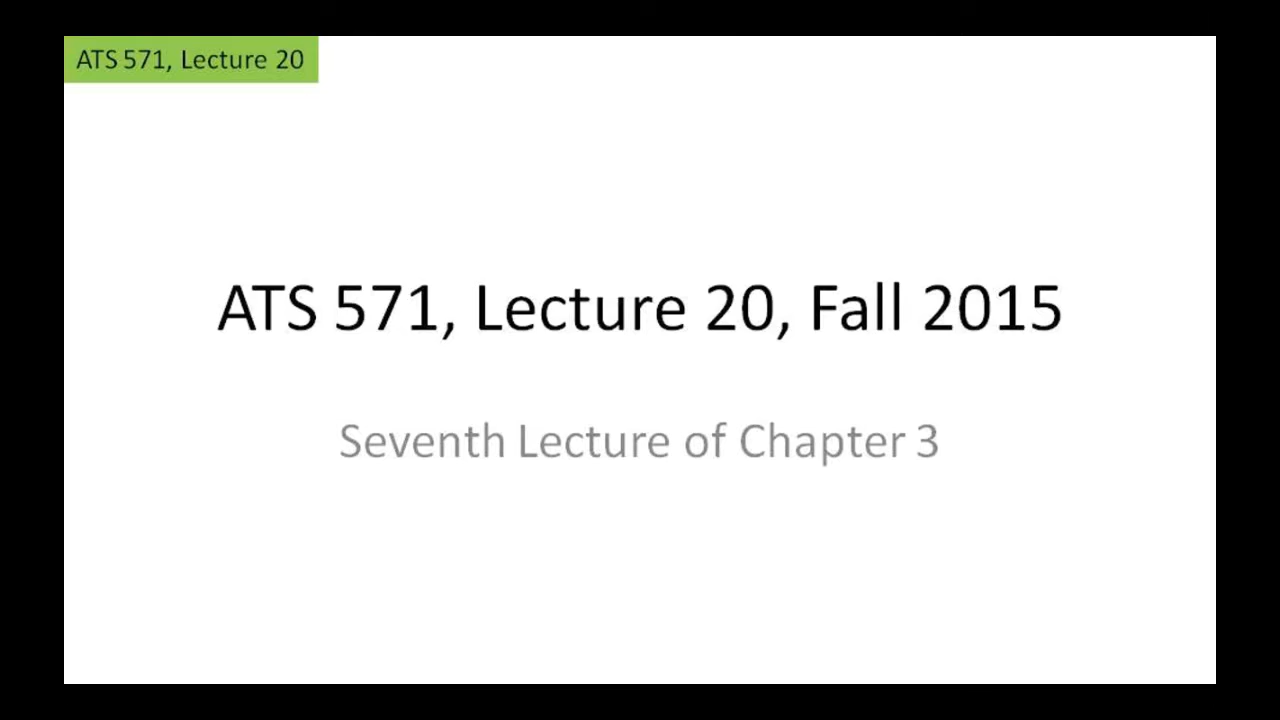 ATS 571, Lecture 20
ATS 571, Lecture 20, Fall 2015
Seventh Lecture of Chapter 3